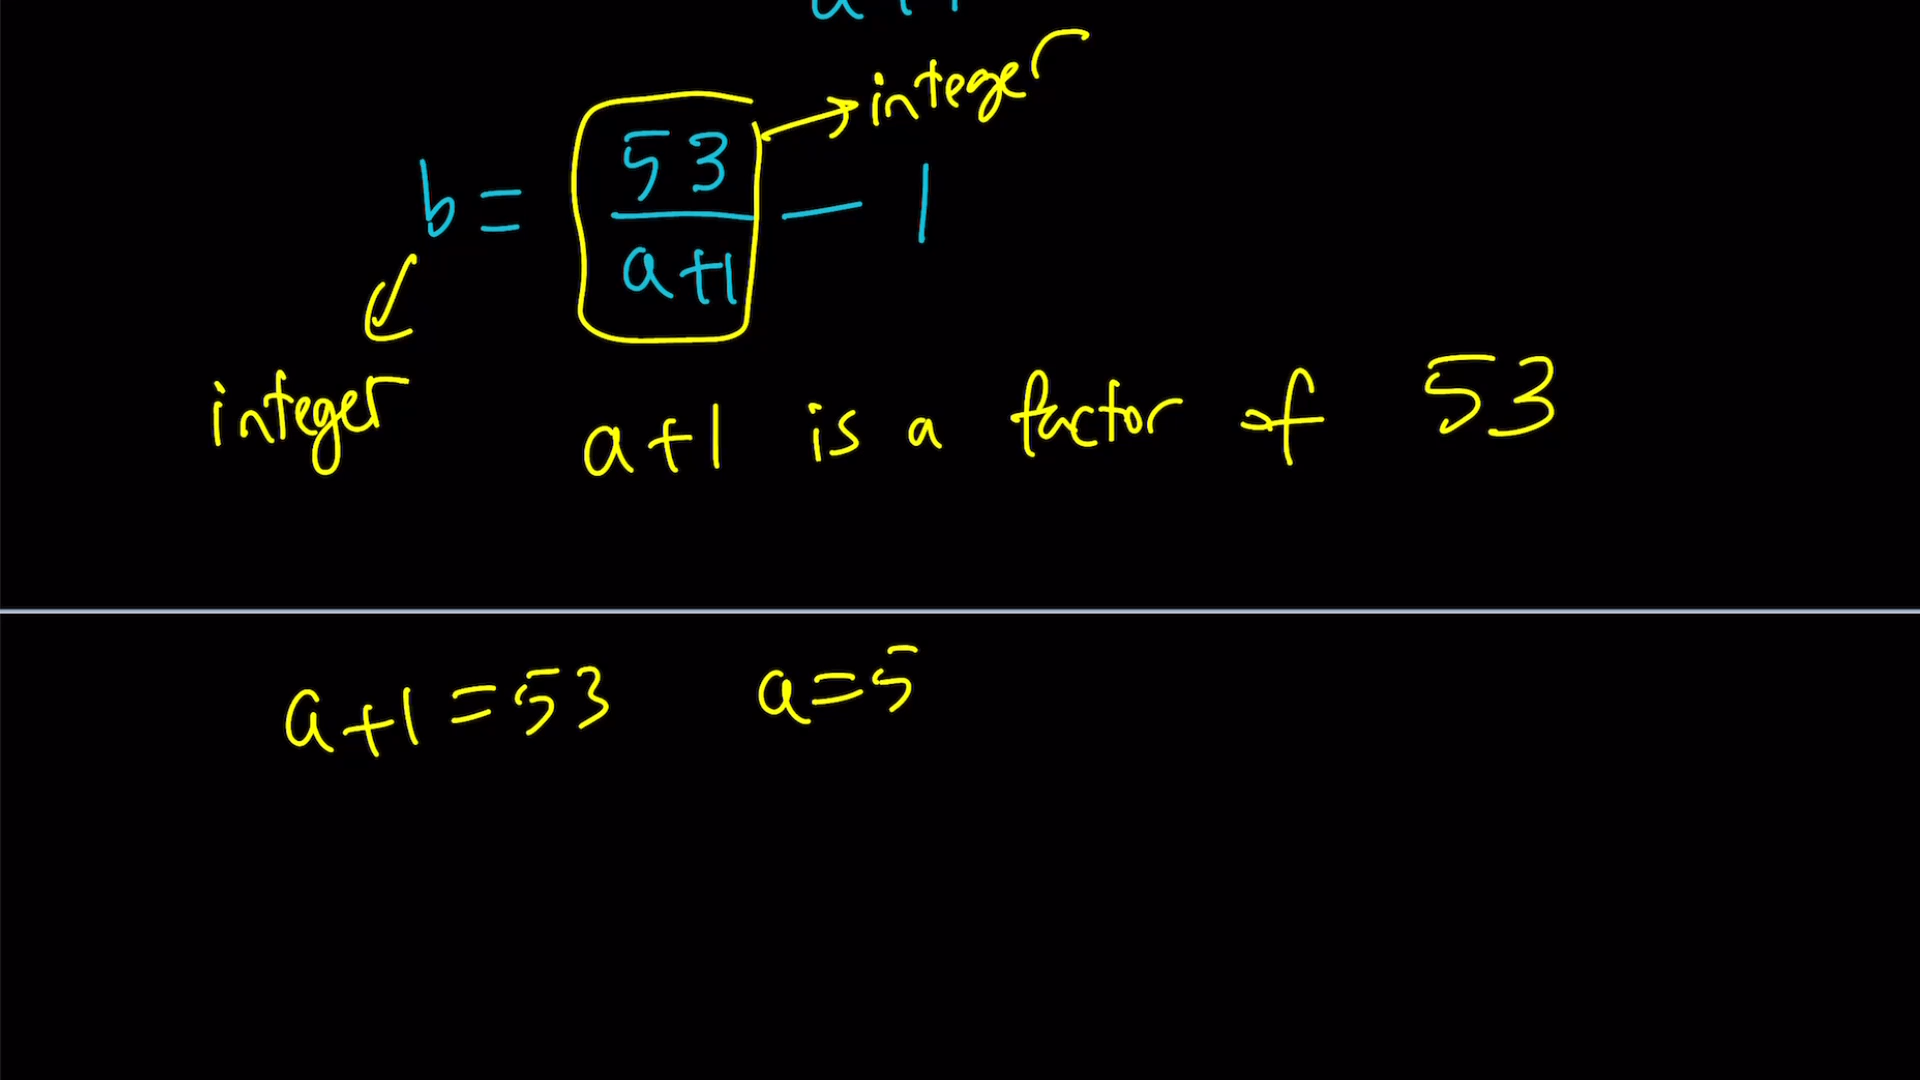 integer
b = 53/a+1 - 1
integer
a+1 is a factor of 53
a+1=53 a=5